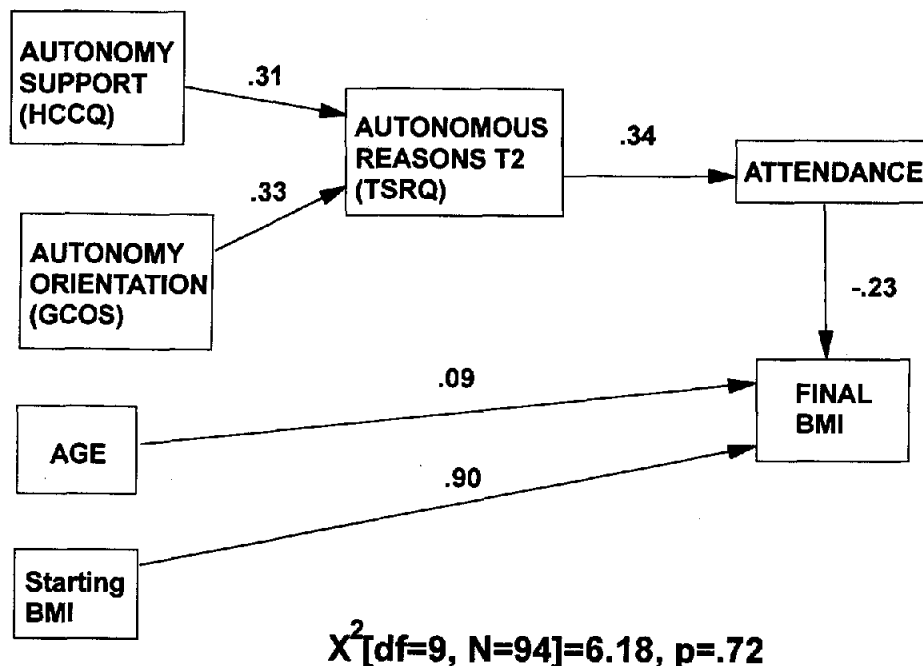 AUTONOMY
SUPPORT
(HCCQ)
.31
AUTONOMOUS
REASONS T2
(TSRQ)
.34
ATTENDANCE
.33
AUTONOMY
ORIENTATION
(GCOS)
-.23
.09
FINAL
BMI
AGE
.90
Starting
BMI
X²[df=9, N=94]=6.18, p=.72